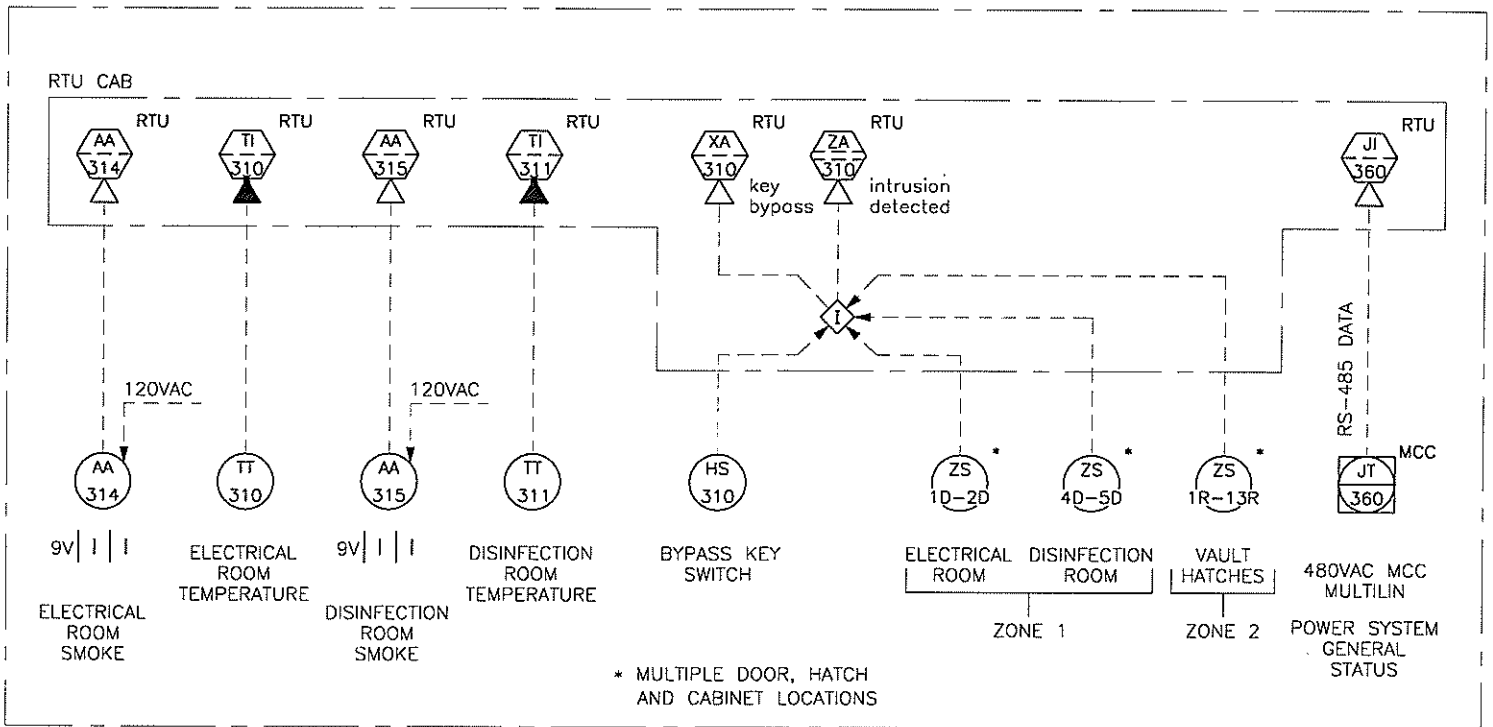 RTU CAB
AA
314
RTU
TI
310
RTU
AA
315
RTU
TI
311
RTU
XA
310
RTU
key
bypass
ZA
310
RTU
intrusion
detected
JI
360
RTU
I
120VAC
120VAC
RS-485 DATA
AA
314
TT
310
AA
315
TT
311
HS
310
ZS
1D-2D
*
ZS
4D-5D
*
ZS
1R-13R
*
JT
360
MCC
9V
ELECTRICAL
ROOM
SMOKE
ELECTRICAL
ROOM
TEMPERATURE
9V
DISINFECTION
ROOM
SMOKE
DISINFECTION
ROOM
TEMPERATURE
BYPASS KEY
SWITCH
ELECTRICAL
ROOM
DISINFECTION
ROOM
ZONE 1
VAULT
HATCHES
ZONE 2
480VAC MCC
MULTILIN
POWER SYSTEM
GENERAL
STATUS
* MULTIPLE DOOR, HATCH
AND CABINET LOCATIONS